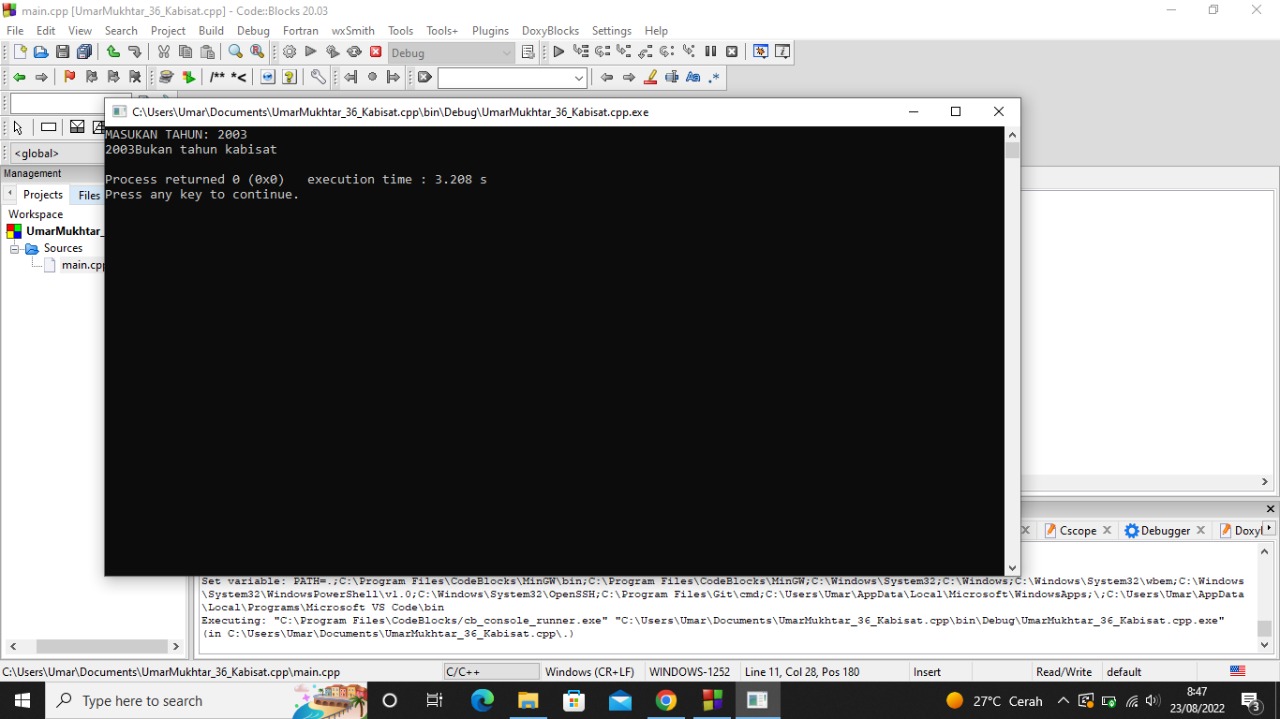 main.cpp [UmarMukhtar_36_Kabisat.cpp] - Code::Blocks 20.03
File Edit View Search Project Build Debug Fortran wxSmith Tools Tools+ Plugins DoxyBlocks Settings Help
Debug
/** *<
<global>
C:\Users\Umar\Documents\UmarMukhtar_36_Kabisat.cpp\bin\Debug\UmarMukhtar_36_Kabisat.cpp.exe
MASUKAN TAHUN: 2003
2003Bukan tahun kabisat
Process returned 0 (0x0)   execution time : 3.208 s
Press any key to continue.
Management
Projects Files
Workspace
UmarMukhtar_
Sources
main.cpp
Cscope Debugger Doxyl
Set variable: PATH=.;C:\Program Files\CodeBlocks\MinGW\bin;C:\Program Files\CodeBlocks\MinGW;C:\Windows\System32;C:\Windows;C:\Windows\System32\wbem;C:\Windows
\System32\WindowsPowerShell\v1.0;C:\Windows\System32\OpenSSH;C:\Program Files\Git\cmd;C:\Users\Umar\AppData\Local\Microsoft\WindowsApps;\;C:\Users\Umar\AppData
\Local\Programs\Microsoft VS Code\bin
Executing: "C:\Program Files\CodeBlocks/cb_console_runner.exe" "C:\Users\Umar\Documents\UmarMukhtar_36_Kabisat.cpp\bin\Debug\UmarMukhtar_36_Kabisat.cpp.exe"
(in C:\Users\Umar\Documents\UmarMukhtar_36_Kabisat.cpp\.)
C:\Users\Umar\Documents\UmarMukhtar_36_Kabisat.cpp\main.cpp C/C++ Windows (CR+LF) WINDOWS-1252 Line 11, Col 28, Pos 180 Insert Read/Write default
Type here to search 27°C Cerah 8:47
23/08/2022 3